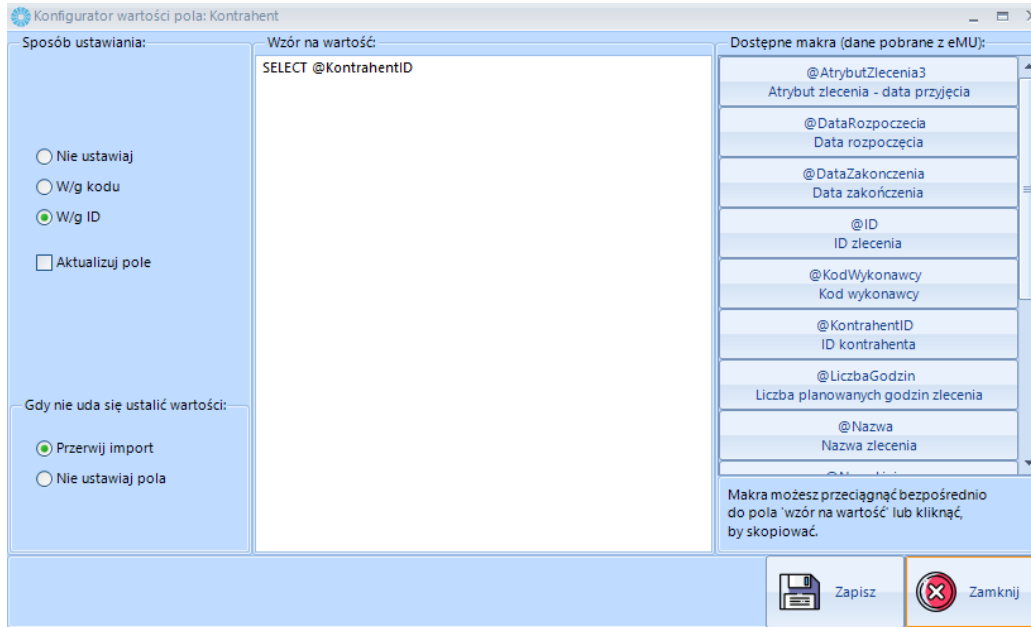 Konfigurator wartości pola: Kontrahent
Sposób ustawiania:
Nie ustawiaj
W/g kodu
W/g ID
Aktualizuj pole
Gdy nie uda się ustalić wartości:
Przerwij import
Nie ustawiaj pola
Wzór na wartość:
SELECT @KontrahentID
Dostępne makra (dane pobrane z eMU):
@AtrybutZlecenia3
Atrybut zlecenia - data przyjęcia
@DataRozpoczecia
Data rozpoczęcia
@DataZakonczenia
Data zakończenia
@ID
ID zlecenia
@KodWykonawcy
Kod wykonawcy
@KontrahentID
ID kontrahenta
@LiczbaGodzin
Liczba planowanych godzin zlecenia
@Nazwa
Nazwa zlecenia
Makra możesz przeciągnąć bezpośrednio
do pola 'wzór na wartość' lub kliknąć,
by skopiować.
Zapisz
Zamknij